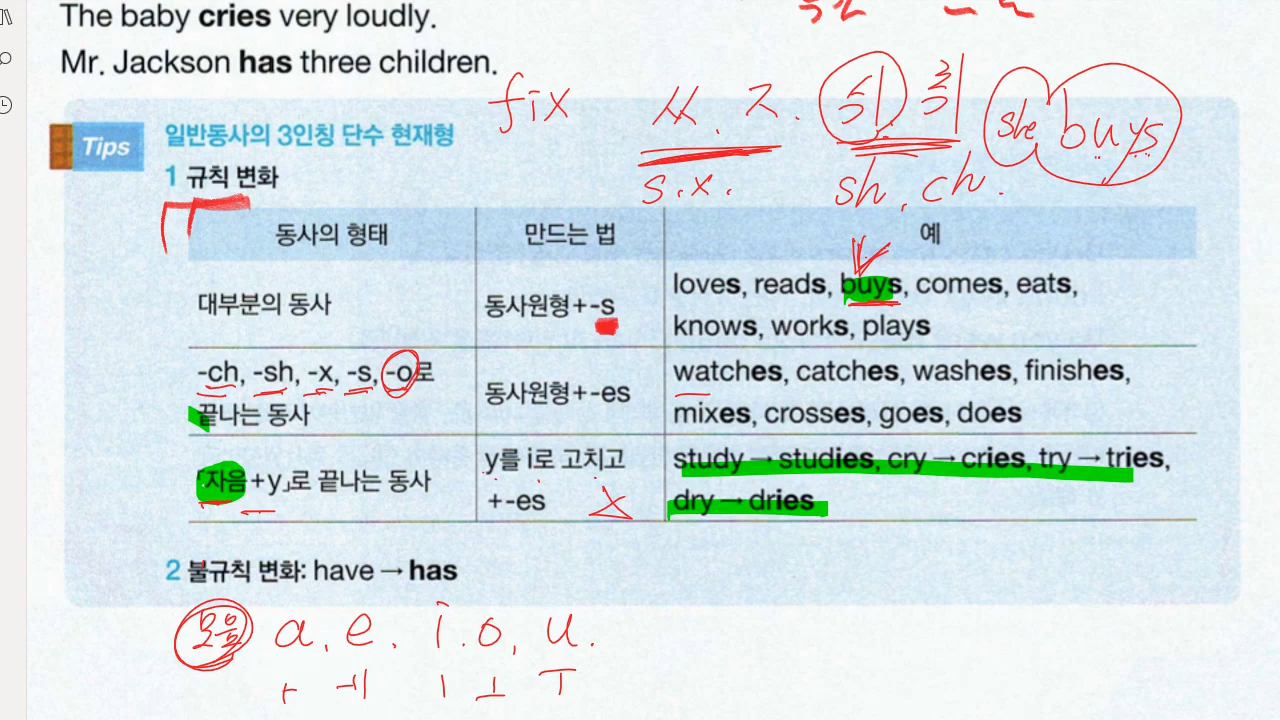 The baby cries very loudly.
Mr. Jackson has three children.
fix ㅆ. ㅈ. 쉬 취 she buys
s. x. sh, ch.
Tips 일반동사의 3인칭 단수 현재형
1 규칙 변화
동사의 형태 만드는 법 예
대부분의 동사 동사원형+-s loves, reads, buys, comes, eats,
knows, works, plays
-ch, -sh, -x, -s, -o로 끝나는 동사 동사원형+-es watches, catches, washes, finishes,
mixes, crosses, goes, does
「자음+y」로 끝나는 동사 y를 i로 고치고 study → studies, cry → cries, try → tries,
+-es dry → dries
2 불규칙 변화: have → has
모음 a, e, i. o, u.
ㅏ ㅔ ㅣ ㅗ ㅜ